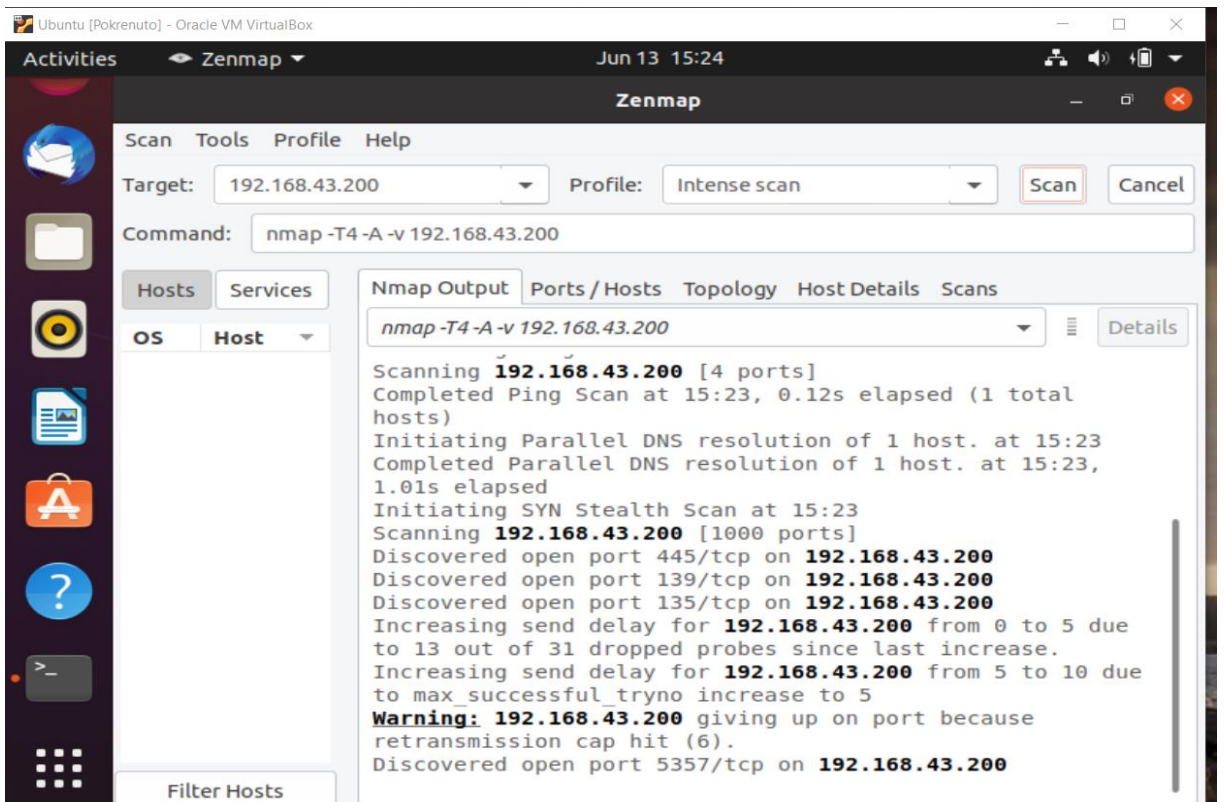 Ubuntu [Pokrenuto] - Oracle VM VirtualBox
Activities Zenmap Jun 13 15:24
Zenmap
Scan Tools Profile Help
Target: 192.168.43.200 Profile: Intense scan Scan Cancel
Command: nmap -T4 -A -v 192.168.43.200
Hosts Services
Nmap Output Ports / Hosts Topology Host Details Scans
OS Host
nmap -T4 -A -v 192.168.43.200 Details
Scanning 192.168.43.200 [4 ports]
Completed Ping Scan at 15:23, 0.12s elapsed (1 total
hosts)
Initiating Parallel DNS resolution of 1 host. at 15:23
Completed Parallel DNS resolution of 1 host. at 15:23,
1.01s elapsed
Initiating SYN Stealth Scan at 15:23
Scanning 192.168.43.200 [1000 ports]
Discovered open port 445/tcp on 192.168.43.200
Discovered open port 139/tcp on 192.168.43.200
Discovered open port 135/tcp on 192.168.43.200
Increasing send delay for 192.168.43.200 from 0 to 5 due
to 13 out of 31 dropped probes since last increase.
Increasing send delay for 192.168.43.200 from 5 to 10 due
to max_successful_tryno increase to 5
Warning: 192.168.43.200 giving up on port because
retransmission cap hit (6).
Discovered open port 5357/tcp on 192.168.43.200
Filter Hosts